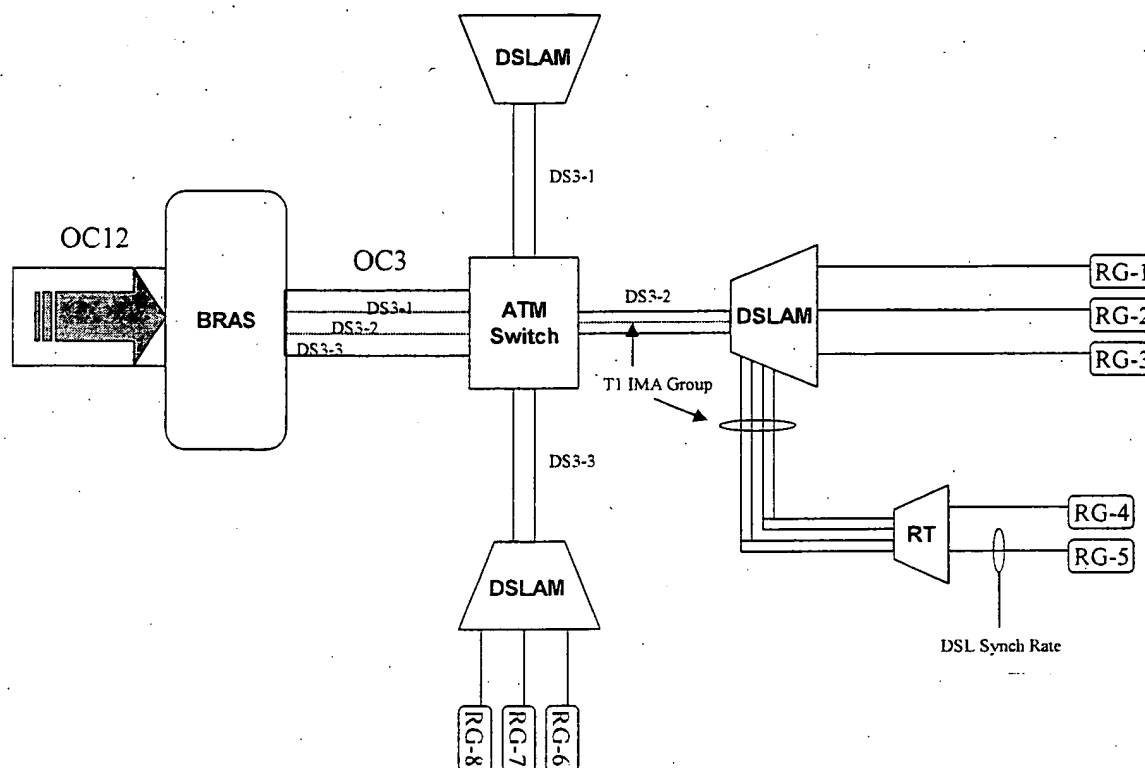 DSLAM
DS3-1
OC12
OC3
BRAS
DS3-1
DS3-2
DS3-3
ATM
Switch
DS3-2
DSLAM
T1 IMA Group
RG-1
RG-2
RG-3
DS3-3
RT
RG-4
RG-5
DSL Synch Rate
DSLAM
RG-8
RG-7
RG-6